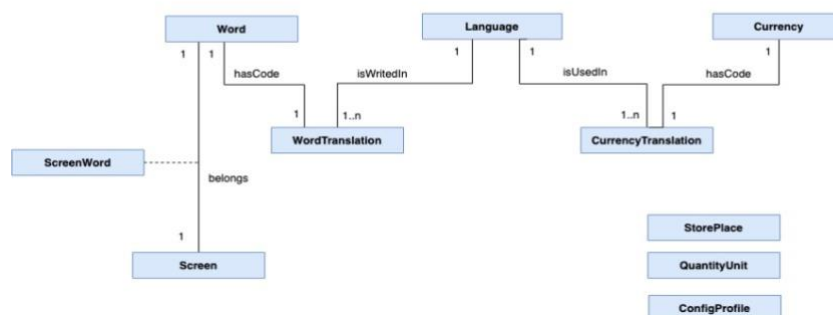 Word
Language
Currency
1
1
1
1
1
hasCode
isWritedIn
isUsedIn
hasCode
1
1..n
1..n
1
WordTranslation
CurrencyTranslation
ScreenWord
belongs
StorePlace
1
Screen
QuantityUnit
ConfigProfile